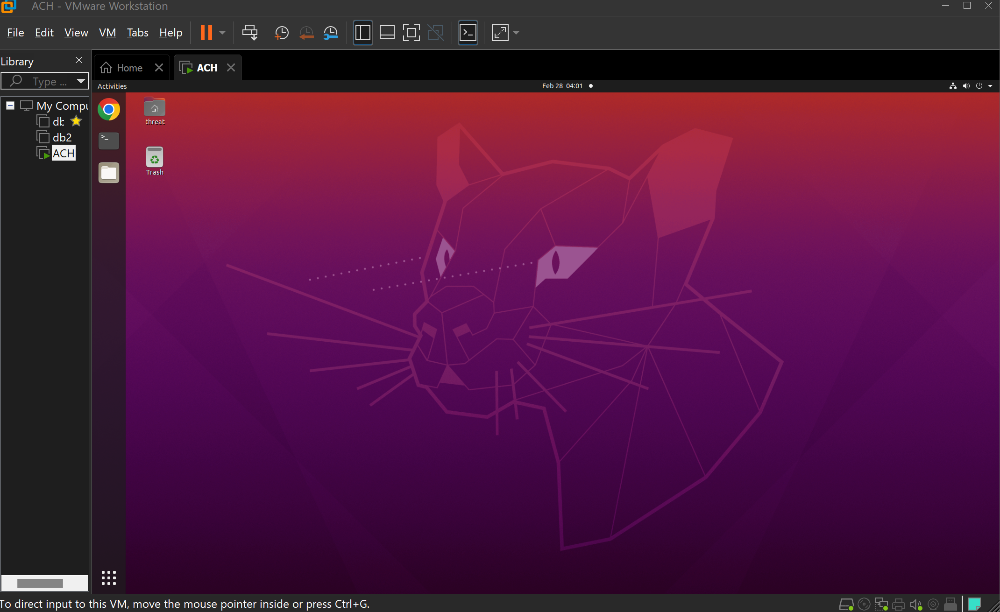 ACH - VMware Workstation
File Edit View VM Tabs Help
Library
Home
ACH
Type ...
Activities
Feb 28 04:01
My Compu
db
db2
ACH
threat
Trash
To direct input to this VM, move the mouse pointer inside or press Ctrl+G.